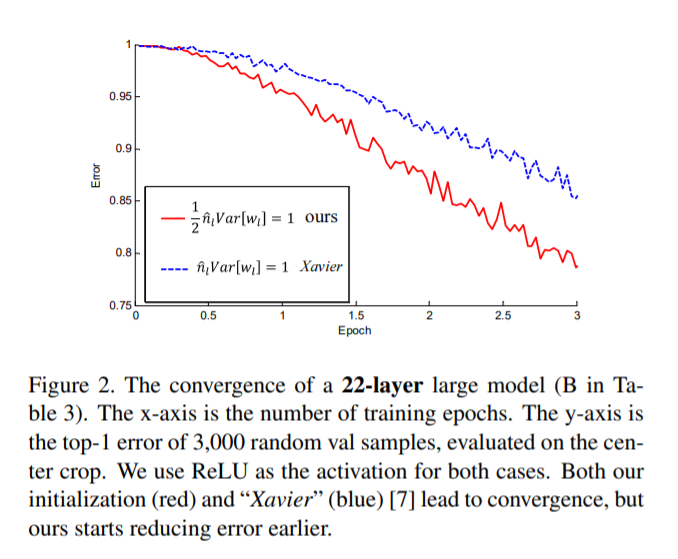 1
0.95
0.9
0.85
0.8
0.75
Error
½n̂ₗVar[wₗ] = 1 ours
n̂ₗVar[wₗ] = 1 Xavier
0 0.5 1 1.5 2 2.5 3
Epoch
Figure 2. The convergence of a 22-layer large model (B in Ta-
ble 3). The x-axis is the number of training epochs. The y-axis is
the top-1 error of 3,000 random val samples, evaluated on the cen-
ter crop. We use ReLU as the activation for both cases. Both our
initialization (red) and “Xavier” (blue) [7] lead to convergence, but
ours starts reducing error earlier.